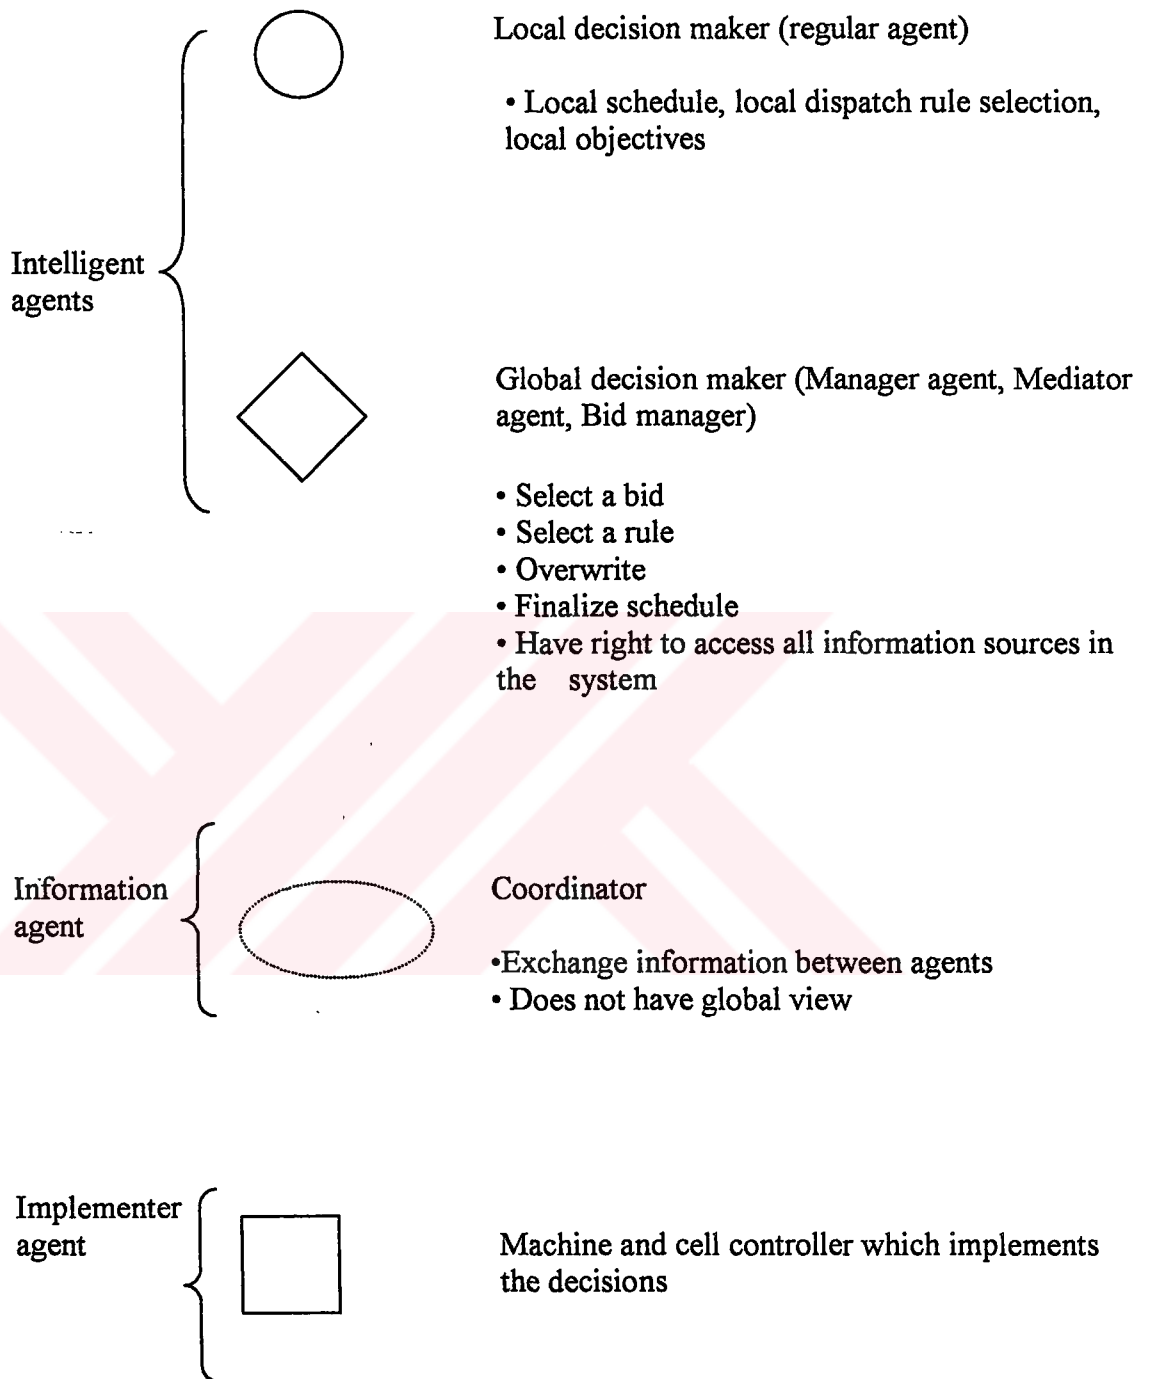 Local decision maker (regular agent)
• Local schedule, local dispatch rule selection,
local objectives
Intelligent
agents
Global decision maker (Manager agent, Mediator
agent, Bid manager)
• Select a bid
• Select a rule
• Overwrite
• Finalize schedule
• Have right to access all information sources in
the system
Information
agent
Coordinator
•Exchange information between agents
• Does not have global view
Implementer
agent
Machine and cell controller which implements
the decisions